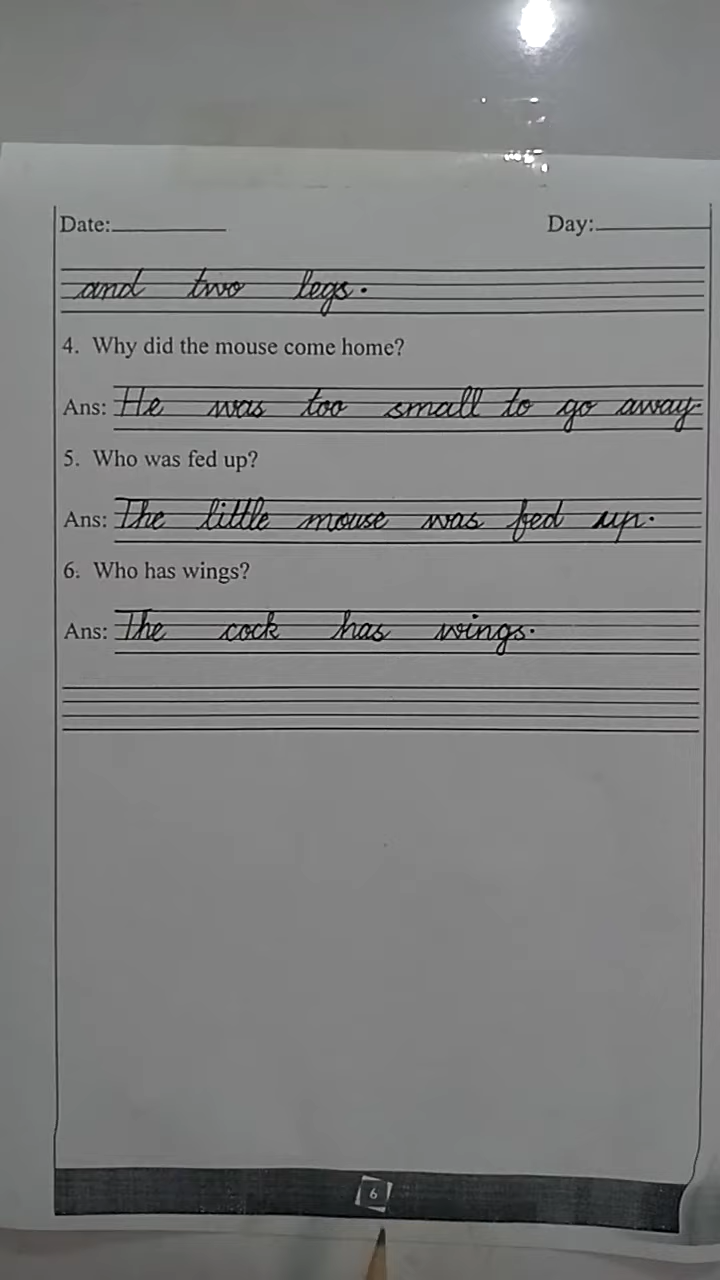 Date:__________ Day:__________
and two legs.
4. Why did the mouse come home?
Ans: He was too small to go away.
5. Who was fed up?
Ans: The little mouse was fed up.
6. Who has wings?
Ans: The cock has wings.
6